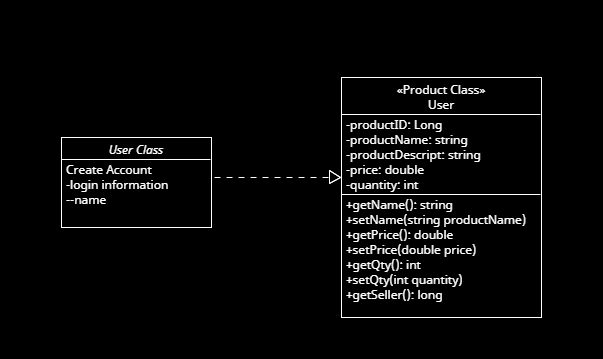 User Class
Create Account
-login information
--name
«Product Class»
User
-productID: Long
-productName: string
-productDescript: string
-price: double
-quantity: int
+getName(): string
+setName(string productName)
+getPrice(): double
+setPrice(double price)
+getQty(): int
+setQty(int quantity)
+getSeller(): long